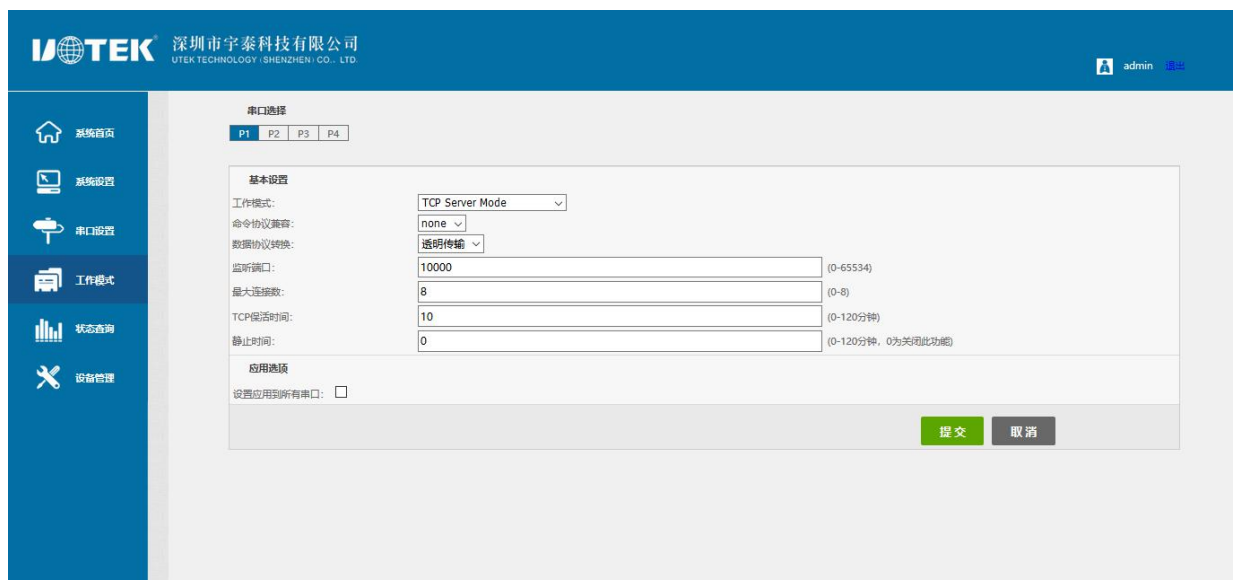 UOTEK® 深圳市宇泰科技有限公司
UTEK TECHNOLOGY (SHENZHEN) CO., LTD.
admin 退出
系统首页
系统设置
串口设置
工作模式
状态查询
设备管理
串口选择
P1 P2 P3 P4
基本设置
工作模式: TCP Server Mode
命令协议兼容: none
数据协议转换: 透明传输
监听端口: 10000 (0-65534)
最大连接数: 8 (0-8)
TCP保活时间: 10 (0-120分钟)
静止时间: 0 (0-120分钟, 0为关闭此功能)
应用选项
设置应用到所有串口:
提交 取消